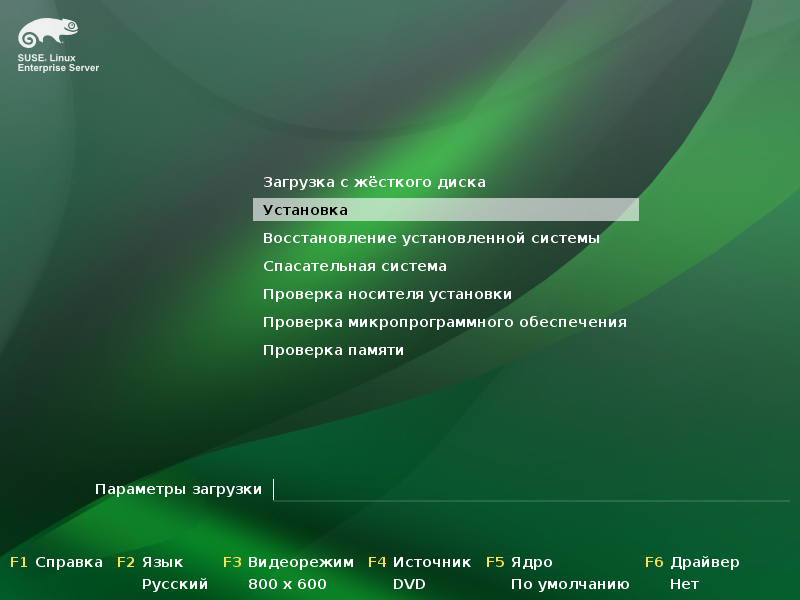 SUSE. Linux
Enterprise Server
Загрузка с жёсткого диска
Установка
Восстановление установленной системы
Спасательная система
Проверка носителя установки
Проверка микропрограммного обеспечения
Проверка памяти
Параметры загрузки
F1 Справка F2 Язык F3 Видеорежим F4 Источник F5 Ядро F6 Драйвер
Русский 800 x 600 DVD По умолчанию Нет